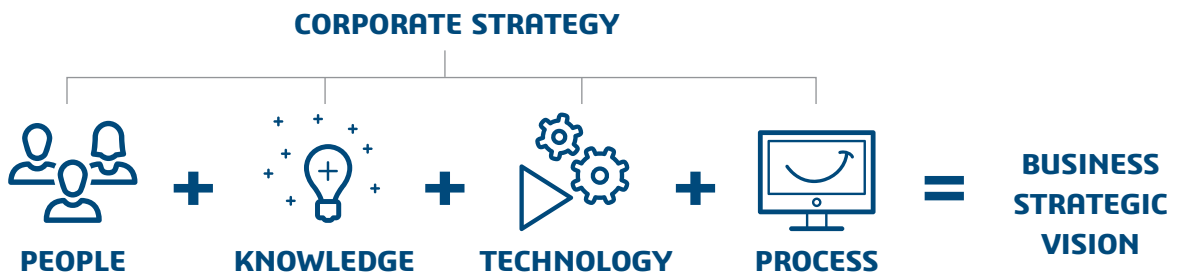 CORPORATE STRATEGY
+ + + =
PEOPLE KNOWLEDGE TECHNOLOGY PROCESS
BUSINESS
STRATEGIC
VISION